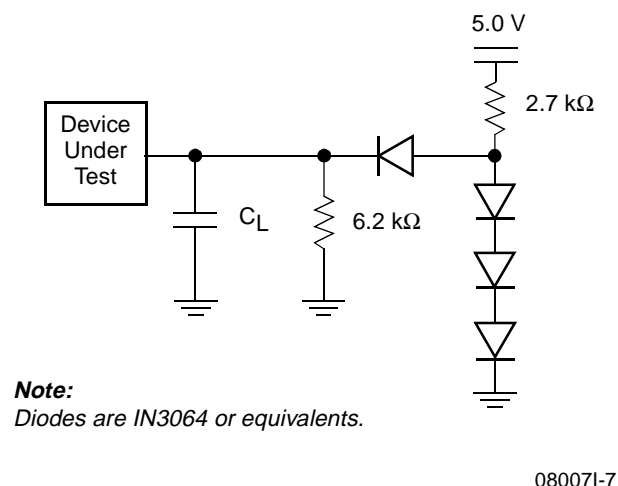 5.0 V
2.7 kΩ
Device
Under
Test
CL
6.2 kΩ
Note:
Diodes are IN3064 or equivalents.
08007I-7